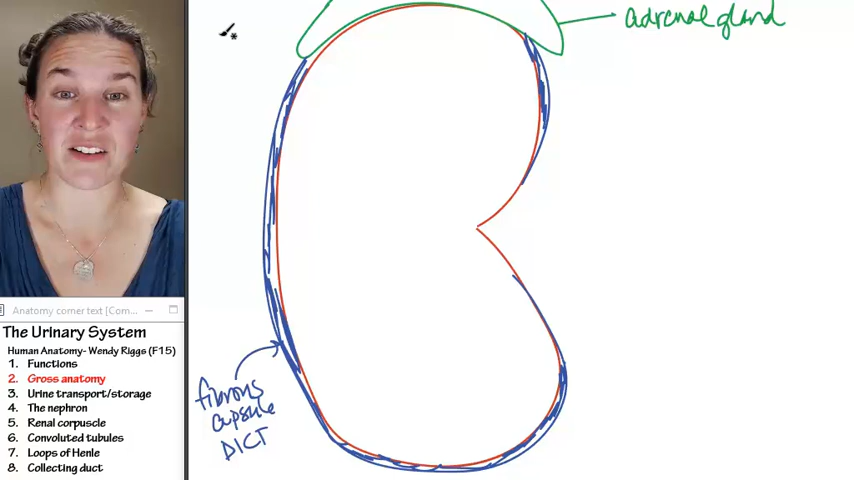 adrenal gland
fibrous
capsule
DICT
Anatomy corner text [Com...
The Urinary System
Human Anatomy- Wendy Riggs (F15)
1. Functions
2. Gross anatomy
3. Urine transport/storage
4. The nephron
5. Renal corpuscle
6. Convoluted tubules
7. Loops of Henle
8. Collecting duct